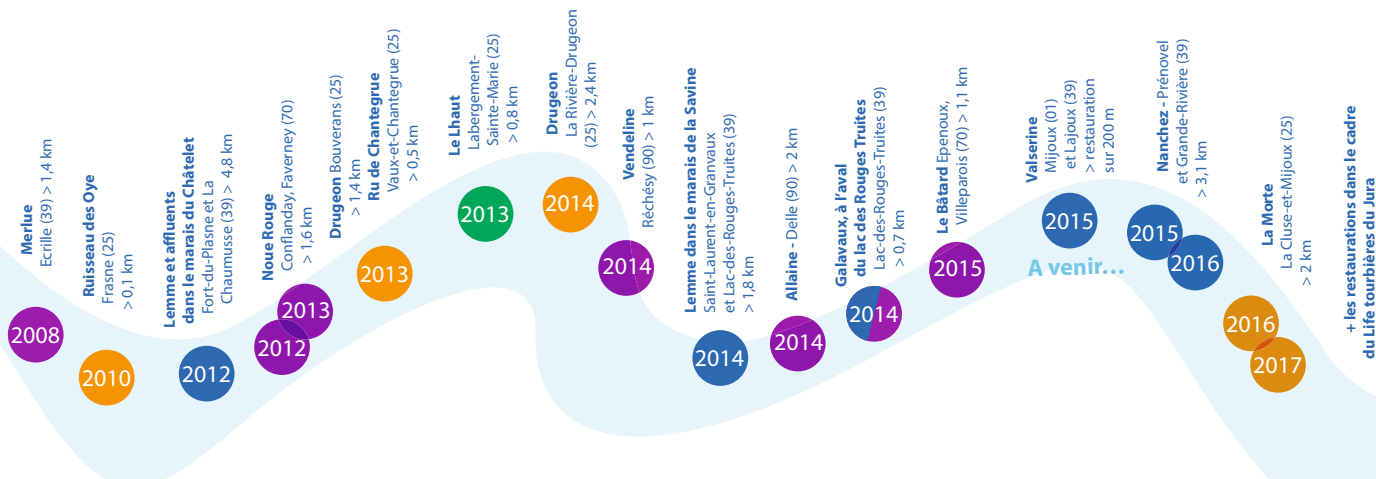 Merlue
Ecrille (39) > 1,4 km
2008
Ruisseau des Oye
Frasne (25)
> 0,1 km
2010
Lemme et affluents
dans le marais du Châtelet
Fort-du-Plasne et La
Chaumusse (39) > 4,8 km
2012
Noue Rouge
Conflanday, Faverney (70)
> 1,6 km
2013
2012
Drugeon Bouverans (25)
> 1,4 km
Ru de Chantegrue
Vaux-et-Chantegrue (25)
> 0,5 km
2013
Le Lhaut
Labergement-
Sainte-Marie (25)
> 0,8 km
2013
Drugeon
La Rivière-Drugeon
(25) > 2,4 km
2014
Vendeline
Réchésy (90) > 1 km
2014
Lemme dans le marais de la Savine
Saint-Laurent-en-Granvaux
et Lac-des-Rouges-Truites (39)
> 1,8 km
2014
Allaine - Delle (90) > 2 km
2014
Galavaux, à l'aval
du lac des Rouges Truites
Lac-des-Rouges-Truites (39)
> 0,7 km
2014
Le Bâtard Epenoux,
Villeparois (70) > 1,1 km
2015
Valserine
Mijoux (01)
et Lajoux (39)
> restauration
sur 200 m
2015
A venir...
Nanchez - Prénovel
et Grande-Rivière (39)
> 3,1 km
2015
2016
La Morte
La Cluse-et-Mijoux (25)
> 2 km
2016
2017
+ les restaurations dans le cadre
du Life tourbières du Jura